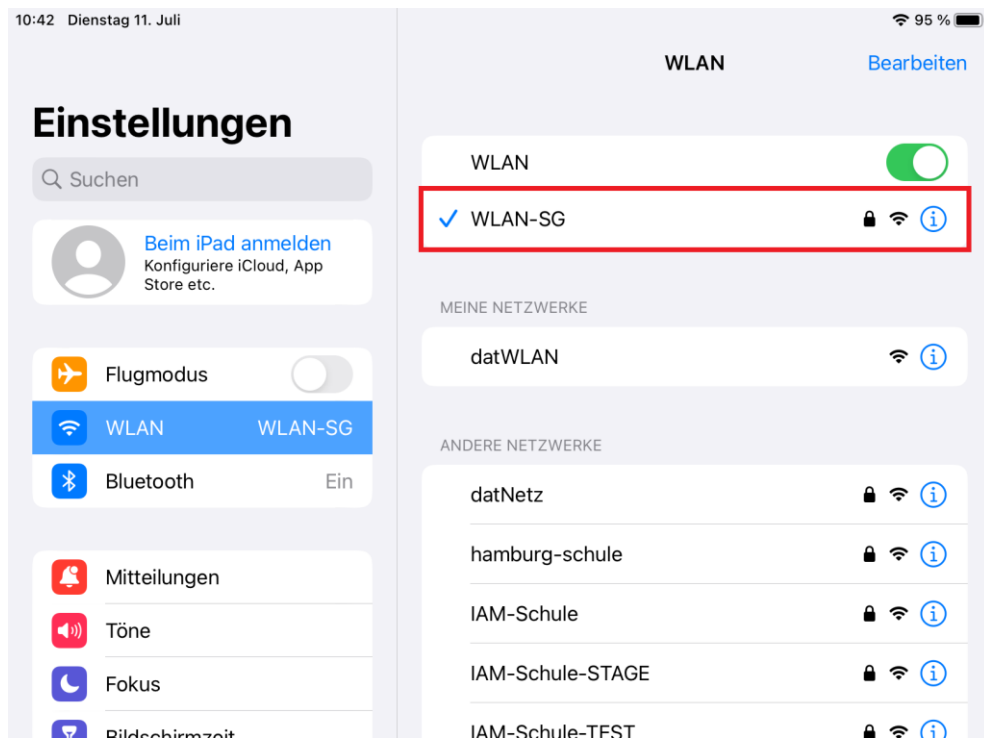 10:42 Dienstag 11. Juli
95 %
Einstellungen
Suchen
Beim iPad anmelden
Konfiguriere iCloud, App
Store etc.
Flugmodus
WLAN WLAN-SG
Bluetooth Ein
Mitteilungen
Töne
Fokus
Bildschirmzeit
WLAN Bearbeiten
WLAN
WLAN-SG
MEINE NETZWERKE
datWLAN
ANDERE NETZWERKE
datNetz
hamburg-schule
IAM-Schule
IAM-Schule-STAGE
IAM-Schule-TEST